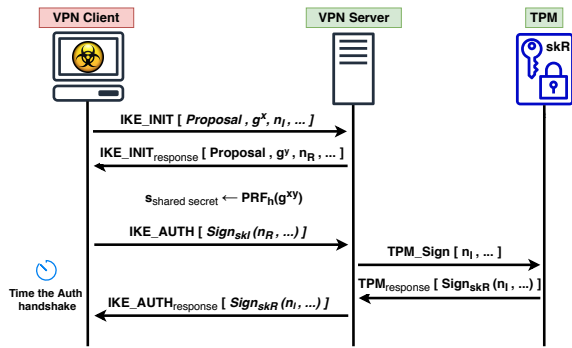 VPN Client
VPN Server
TPM
skR
IKE_INIT [ Proposal , g^x, n_I , ... ]
IKE_INIT_response [ Proposal , g^y, n_R , ... ]
s_shared secret ← PRF_h(g^xy)
IKE_AUTH [ Sign_skI (n_R , ...) ]
TPM_Sign [ n_I , ... ]
Time the Auth
handshake
TPM_response [ Sign_skR (n_I , ...) ]
IKE_AUTH_response [ Sign_skR (n_I , ...) ]